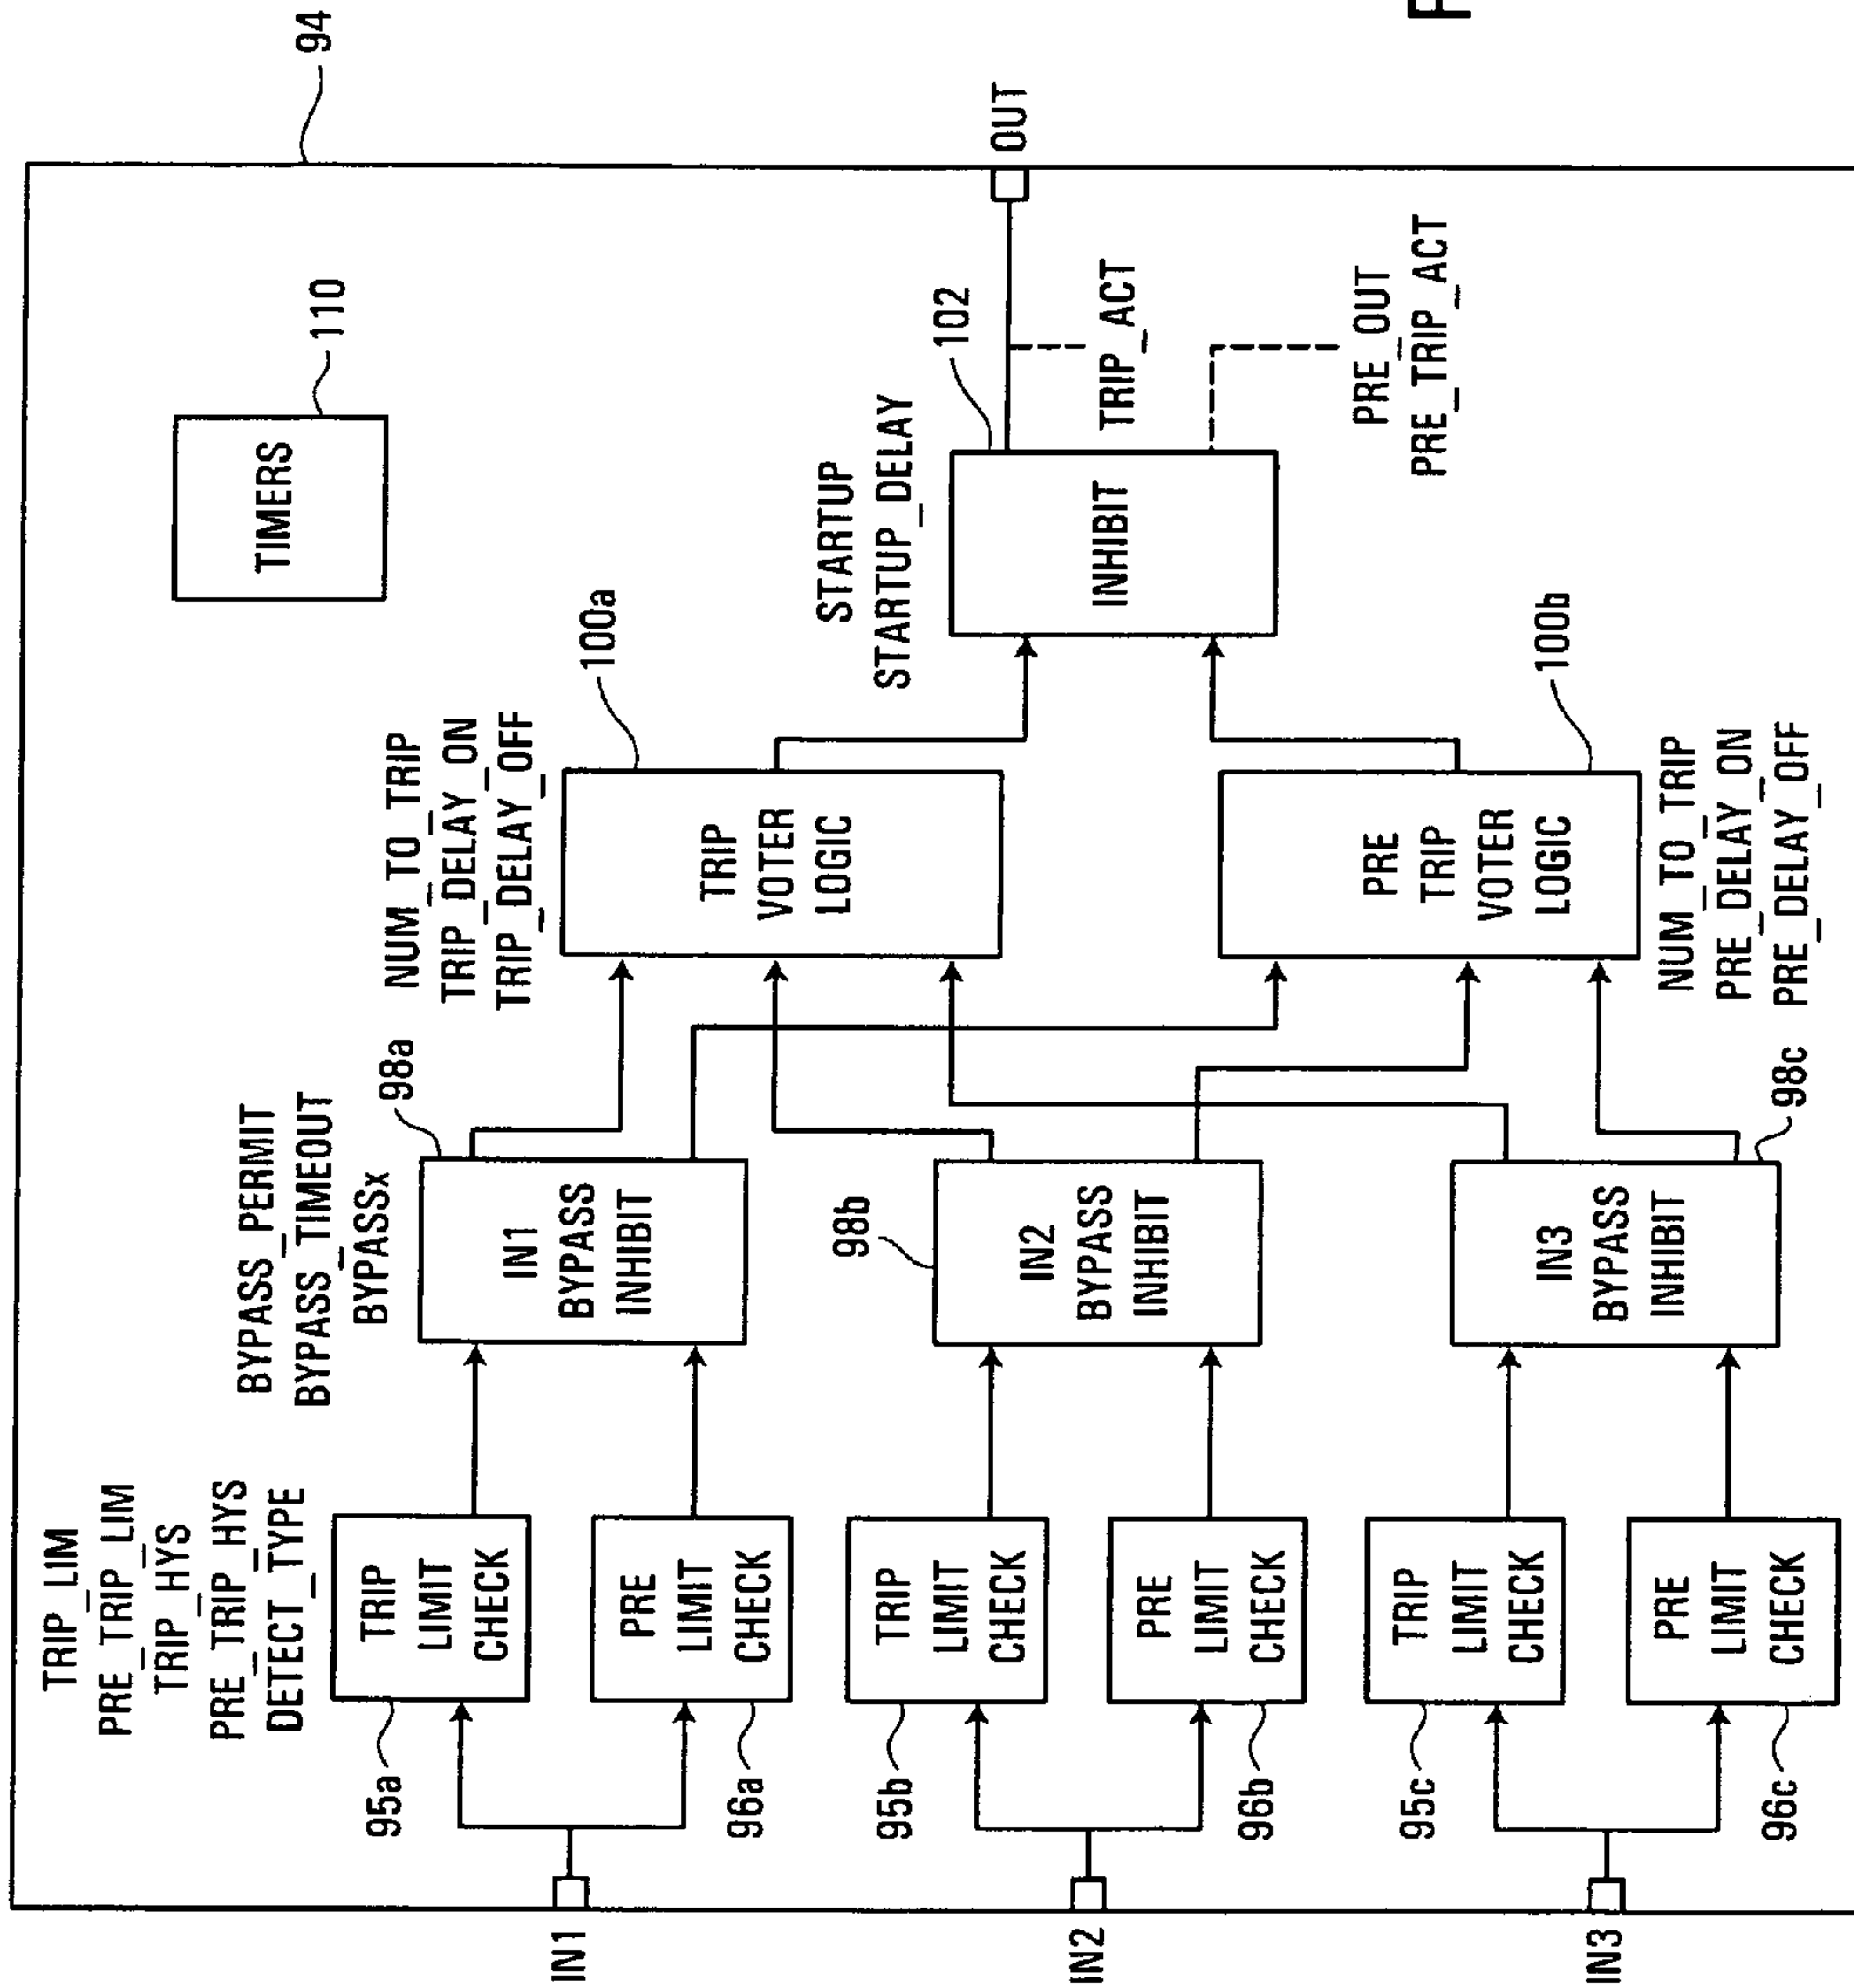 94
TIMERS
110
TRIP_LIM
PRE_TRIP_LIM
TRIP_HYS
PRE_TRIP_HYS
DETECT_TYPE
BYPASS_PERMIT
BYPASS_TIMEOUT
BYPASSx
NUM_TO_TRIP
TRIP_DELAY_ON
TRIP_DELAY_OFF
STARTUP
STARTUP_DELAY
IN1
95a
TRIP
LIMIT
CHECK
96a
PRE
LIMIT
CHECK
98a
IN1
BYPASS
INHIBIT
100a
TRIP
VOTER
LOGIC
102
INHIBIT
OUT
TRIP_ACT
PRE_OUT
PRE_TRIP_ACT
IN2
95b
TRIP
LIMIT
CHECK
96b
PRE
LIMIT
CHECK
98b
IN2
BYPASS
INHIBIT
100b
PRE
TRIP
VOTER
LOGIC
NUM_TO_TRIP
PRE_DELAY_ON
PRE_DELAY_OFF
IN3
95c
TRIP
LIMIT
CHECK
96c
PRE
LIMIT
CHECK
98c
IN3
BYPASS
INHIBIT